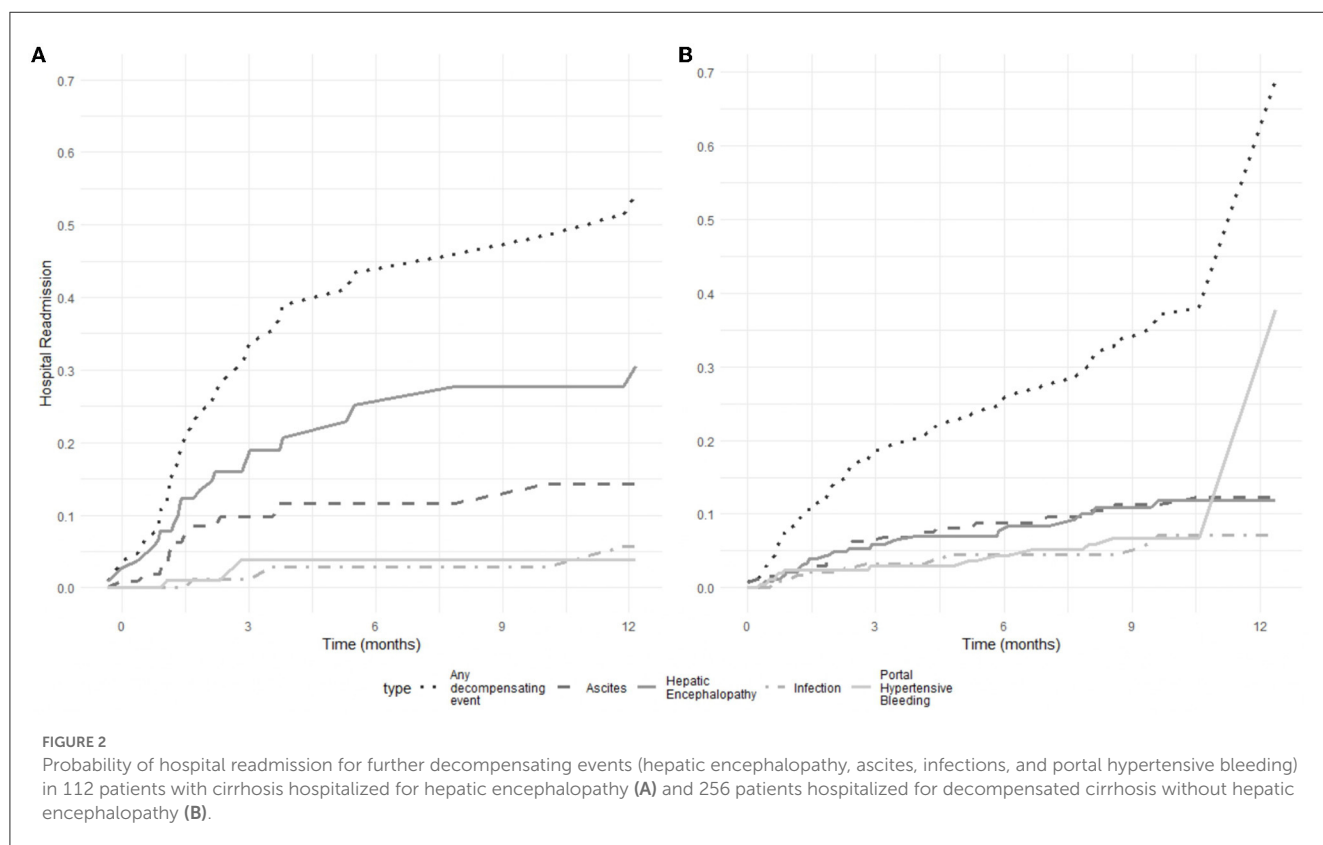 A
B
0.7
0.6
0.5
0.4
0.3
0.2
0.1
0.0
Hospital Readmission
0 3 6 9 12
Time (months)
0.7
0.6
0.5
0.4
0.3
0.2
0.1
0.0
0 3 6 9 12
Time (months)
type
Any
decompensating
event
Ascites
Hepatic
Encephalopathy
Infection
Portal
Hypertensive
Bleeding
FIGURE 2
Probability of hospital readmission for further decompensating events (hepatic encephalopathy, ascites, infections, and portal hypertensive bleeding)
in 112 patients with cirrhosis hospitalized for hepatic encephalopathy (A) and 256 patients hospitalized for decompensated cirrhosis without hepatic
encephalopathy (B).